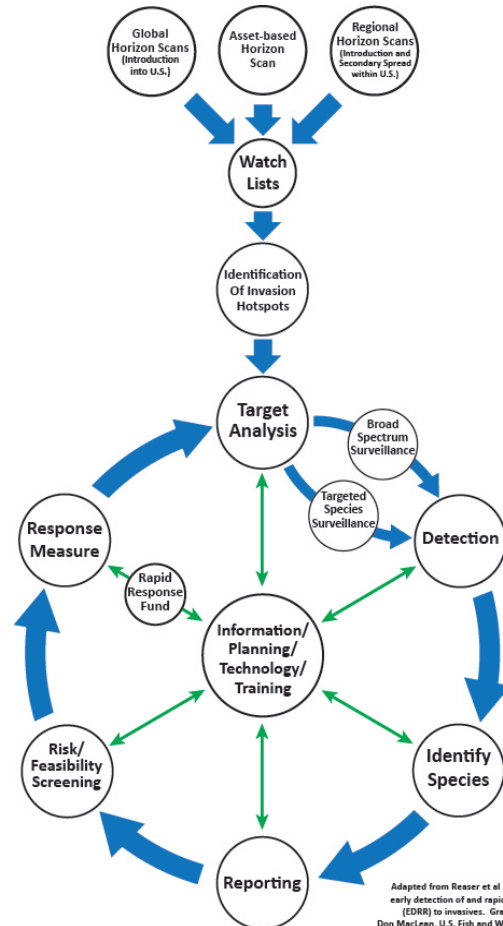 Global
Horizon Scans
(Introduction
into U.S.)
Asset-based
Horizon
Scan
Regional
Horizon Scans
(Introduction and
Secondary Spread
within U.S.)
Watch
Lists
Identification
Of Invasion
Hotspots
Target
Analysis
Broad
Spectrum
Surveillance
Targeted
Species
Surveillance
Detection
Response
Measure
Rapid
Response
Fund
Information/
Planning/
Technology/
Training
Risk/
Feasibility
Screening
Identify
Species
Reporting
Adapted from Reaser et al
early detection of and rapid
(EDRR) to invasives. Gra
Don MacLean, U.S. Fish and W